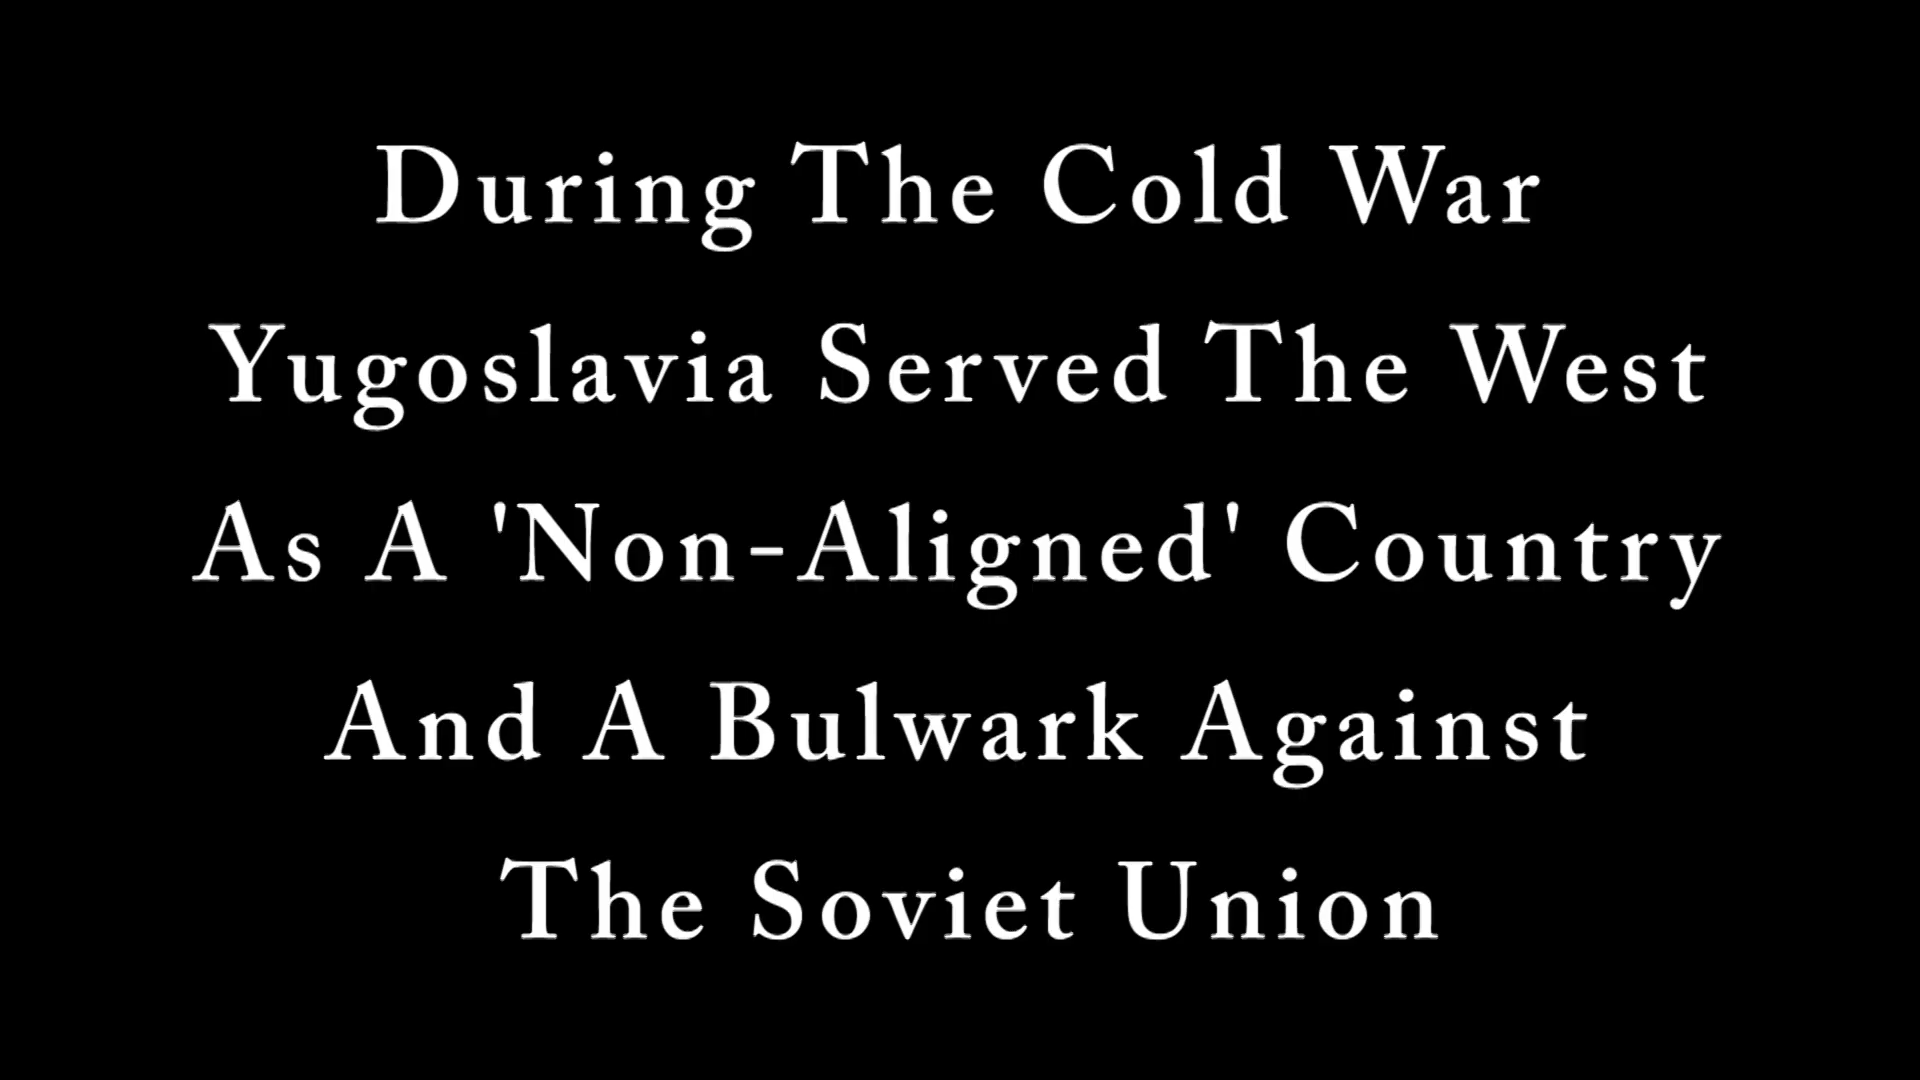 During The Cold War
Yugoslavia Served The West
As A 'Non-Aligned' Country
And A Bulwark Against
The Soviet Union